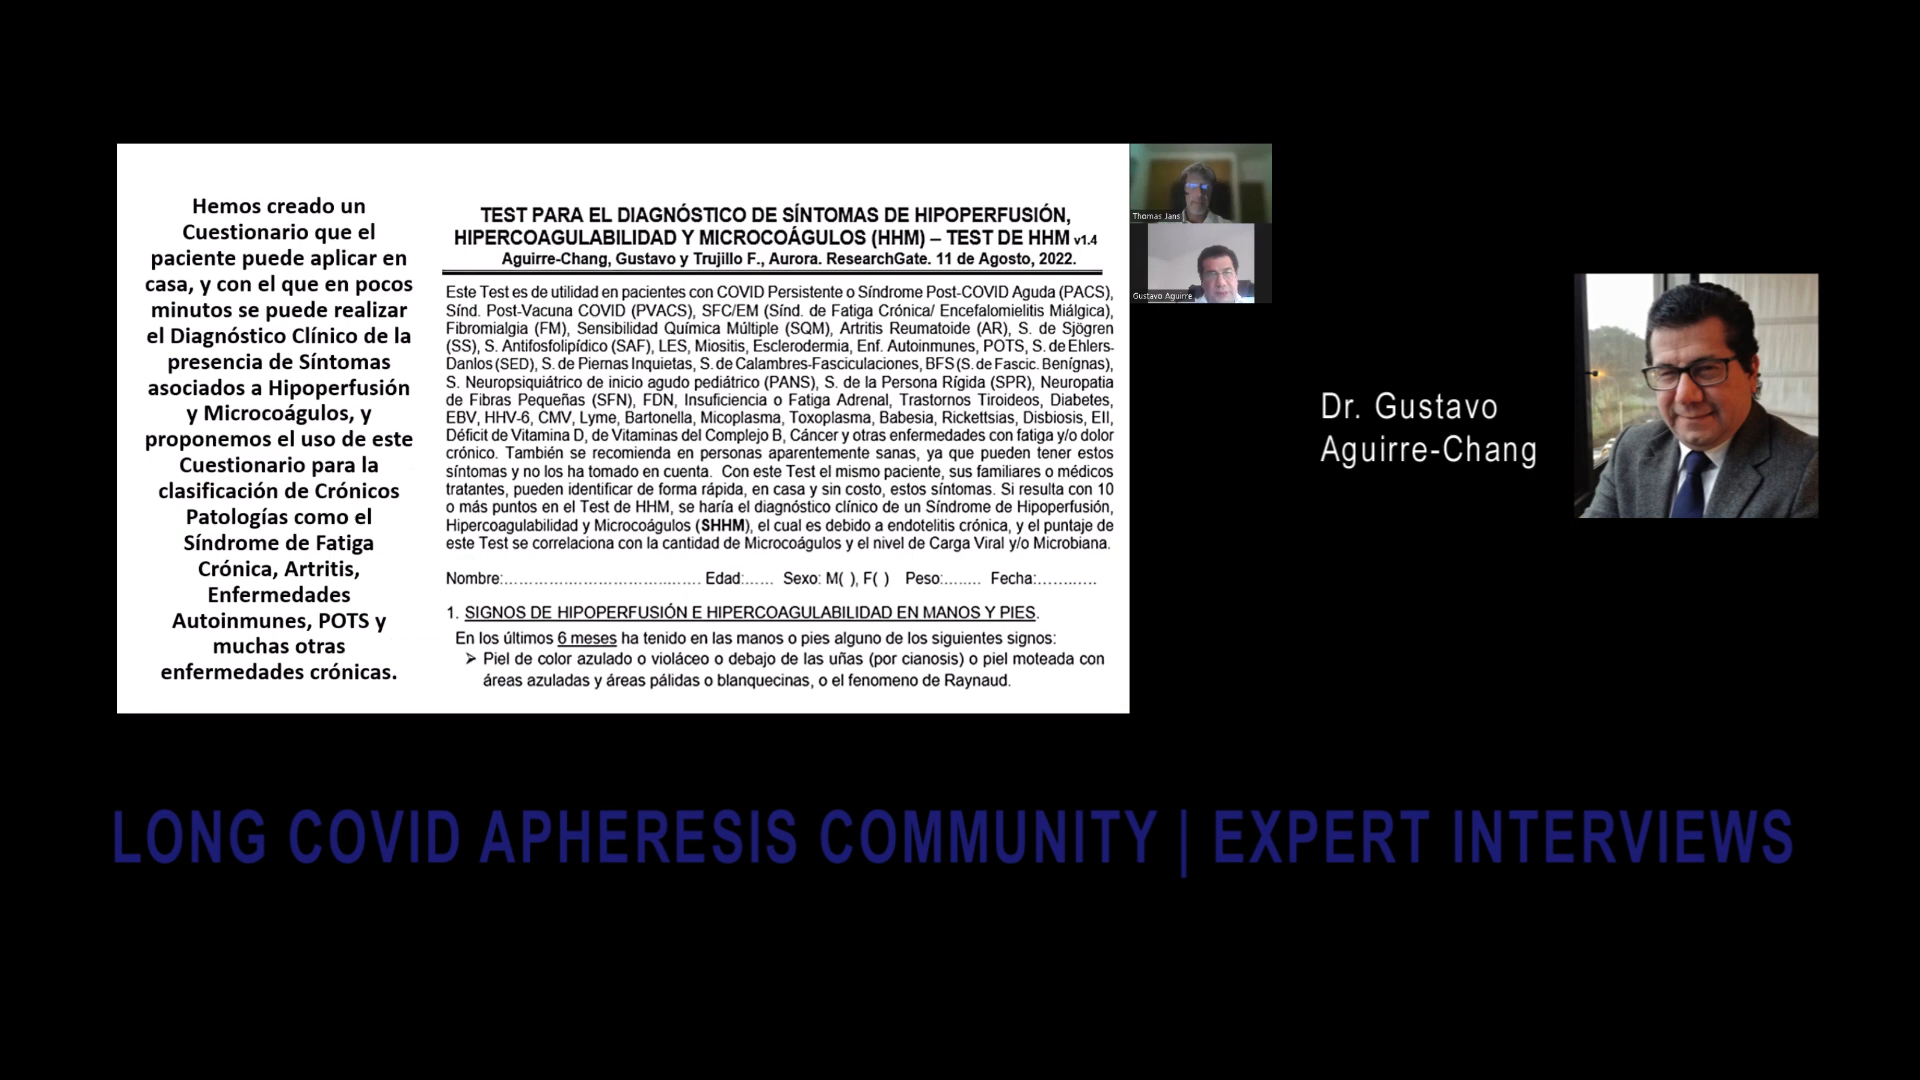 Hemos creado un
Cuestionario que el
paciente puede aplicar en
casa, y con el que en pocos
minutos se puede realizar
el Diagnóstico Clínico de la
presencia de Síntomas
asociados a Hipoperfusión
y Microcoágulos, y
proponemos el uso de este
Cuestionario para la
clasificación de Crónicos
Patologías como el
Síndrome de Fatiga
Crónica, Artritis,
Enfermedades
Autoinmunes, POTS y
muchas otras
enfermedades crónicas.
TEST PARA EL DIAGNÓSTICO DE SÍNTOMAS DE HIPOPERFUSIÓN,
HIPERCOAGULABILIDAD Y MICROCOÁGULOS (HHM) – TEST DE HHM v1.4
Aguirre-Chang, Gustavo y Trujillo F., Aurora. ResearchGate. 11 de Agosto, 2022.
Este Test es de utilidad en pacientes con COVID Persistente o Síndrome Post-COVID Aguda (PACS),
Sínd. Post-Vacuna COVID (PVACS), SFC/EM (Sínd. de Fatiga Crónica/ Encefalomielitis Miálgica),
Fibromialgia (FM), Sensibilidad Química Múltiple (SQM), Artritis Reumatoide (AR), S. de Sjögren
(SS), S. Antifosfolipídico (SAF), LES, Miositis, Esclerodermia, Enf. Autoinmunes, POTS, S. de Ehlers-
Danlos (SED), S. de Piernas Inquietas, S. de Calambres-Fasciculaciones, BFS (S. de Fascic. Benígnas),
S. Neuropsiquiátrico de inicio agudo pediátrico (PANS), S. de la Persona Rígida (SPR), Neuropatia
de Fibras Pequeñas (SFN), FDN, Insuficiencia o Fatiga Adrenal, Trastornos Tiroideos, Diabetes,
EBV, HHV-6, CMV, Lyme, Bartonella, Micoplasma, Toxoplasma, Babesia, Rickettsias, Disbiosis, EII,
Déficit de Vitamina D, de Vitaminas del Complejo B, Cáncer y otras enfermedades con fatiga y/o dolor
crónico. También se recomienda en personas aparentemente sanas, ya que pueden tener estos
síntomas y no los ha tomado en cuenta. Con este Test el mismo paciente, sus familiares o médicos
tratantes, pueden identificar de forma rápida, en casa y sin costo, estos síntomas. Si resulta con 10
o más puntos en el Test de HHM, se haría el diagnóstico clínico de un Síndrome de Hipoperfusión,
Hipercoagulabilidad y Microcoágulos (SHHM), el cual es debido a endotelitis crónica, y el puntaje de
este Test se correlaciona con la cantidad de Microcoágulos y el nivel de Carga Viral y/o Microbiana.
Nombre:................................... Edad:...... Sexo: M( ), F( ) Peso:........ Fecha:...........
1. SIGNOS DE HIPOPERFUSIÓN E HIPERCOAGULABILIDAD EN MANOS Y PIES.
En los últimos 6 meses ha tenido en las manos o pies alguno de los siguientes signos:
➤ Piel de color azulado o violáceo o debajo de las uñas (por cianosis) o piel moteada con
áreas azuladas y áreas pálidas o blanquecinas, o el fenomeno de Raynaud.
Thomas Jans
Gustavo Aguirre
Dr. Gustavo
Aguirre-Chang
LONG COVID APHERESIS COMMUNITY | EXPERT INTERVIEWS